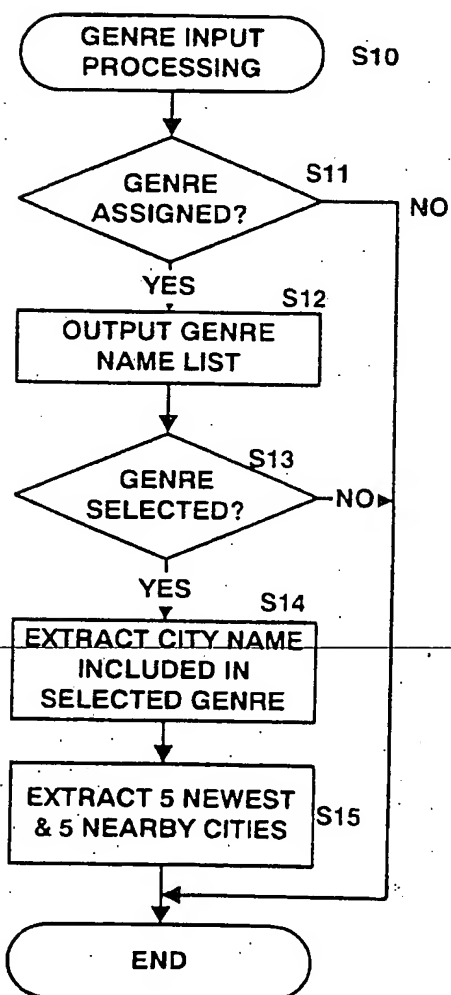 GENRE INPUT
PROCESSING
S10
S11
GENRE
ASSIGNED?
NO
YES
S12
OUTPUT GENRE
NAME LIST
S13
GENRE
SELECTED?
NO
YES
S14
EXTRACT CITY NAME
INCLUDED IN
SELECTED GENRE
EXTRACT 5 NEWEST
& 5 NEARBY CITIES
S15
END